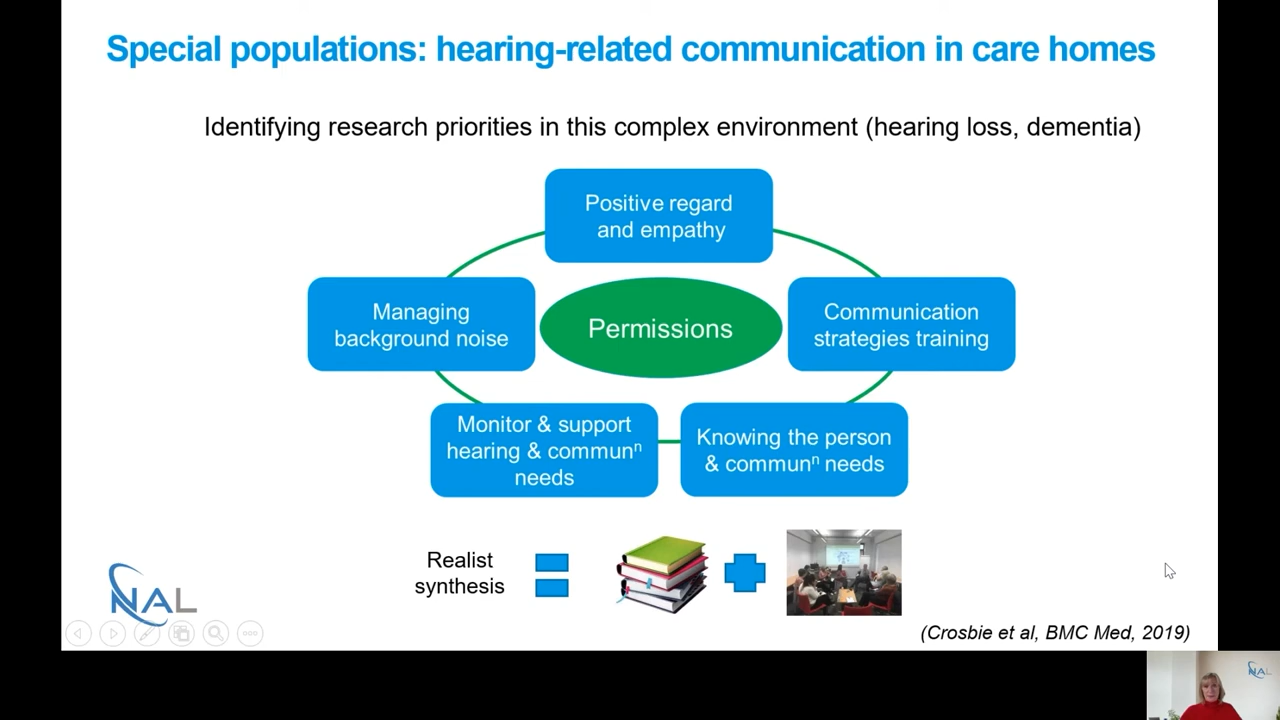 Special populations: hearing-related communication in care homes
Identifying research priorities in this complex environment (hearing loss, dementia)
Positive regard
and empathy
Managing
background noise
Permissions
Communication
strategies training
Monitor & support
hearing & communⁿ
needs
Knowing the person
& communⁿ needs
Realist
synthesis
NAL
(Crosbie et al, BMC Med, 2019)
NAL